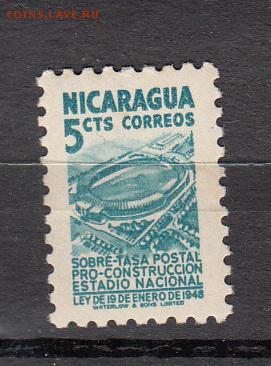 COINS.ЛАВЕ.RU
NICARAGUA
5 CTS CORREOS
SOBRE-TASA POSTAL
PRO-CONSTRUCCION
ESTADIO NACIONAL
LEY DE 19 DE ENERO DE 1948
WATERLOW & SONS LIMITED